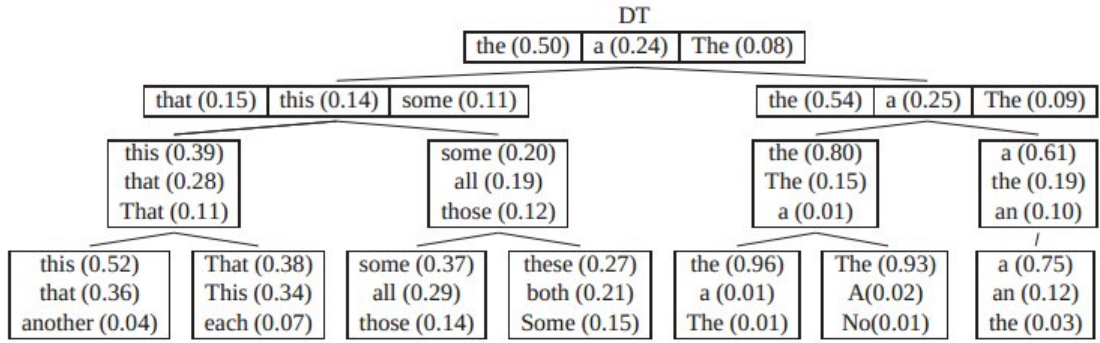 DT
the (0.50) a (0.24) The (0.08)
that (0.15) this (0.14) some (0.11)
the (0.54) a (0.25) The (0.09)
this (0.39)
that (0.28)
That (0.11)
some (0.20)
all (0.19)
those (0.12)
the (0.80)
The (0.15)
a (0.01)
a (0.61)
the (0.19)
an (0.10)
this (0.52)
that (0.36)
another (0.04)
That (0.38)
This (0.34)
each (0.07)
some (0.37)
all (0.29)
those (0.14)
these (0.27)
both (0.21)
Some (0.15)
the (0.96)
a (0.01)
The (0.01)
The (0.93)
A(0.02)
No(0.01)
a (0.75)
an (0.12)
the (0.03)